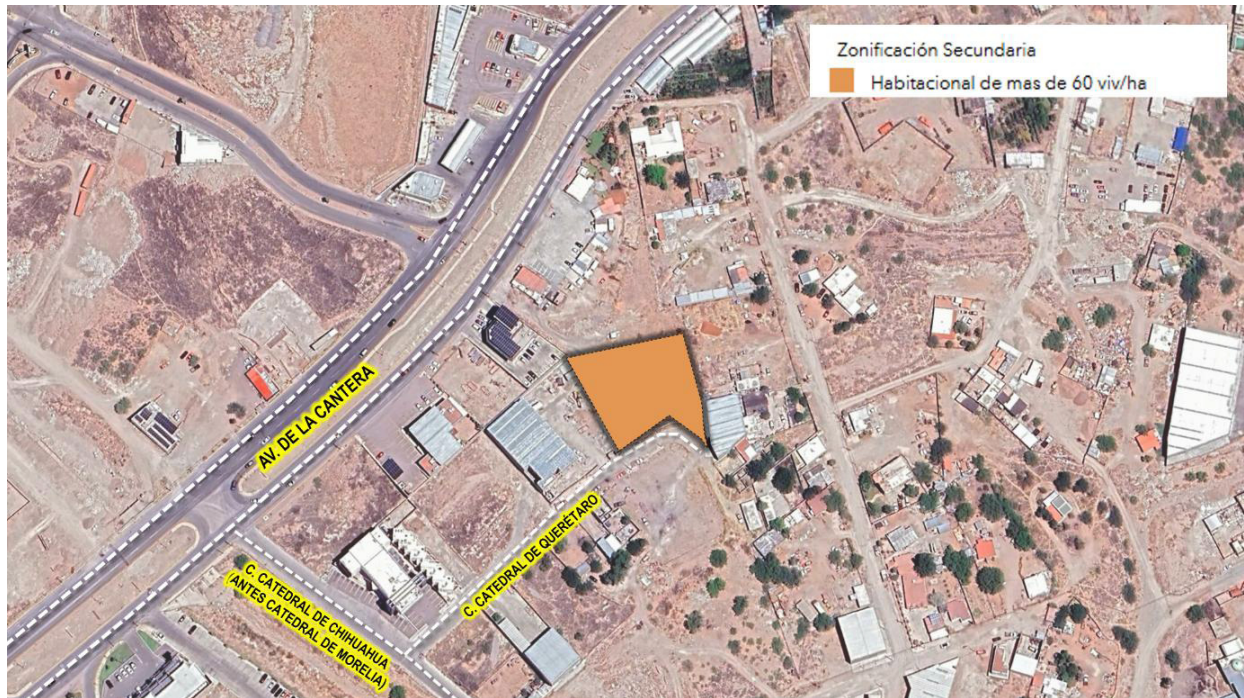 Zonificación Secundaria
Habitacional de mas de 60 viv/ha
AV. DE LA CANTERA
C. CATEDRAL DE QUERÉTARO
C. CATEDRAL DE CHIHUAHUA
(ANTES CATEDRAL DE MORELIA)